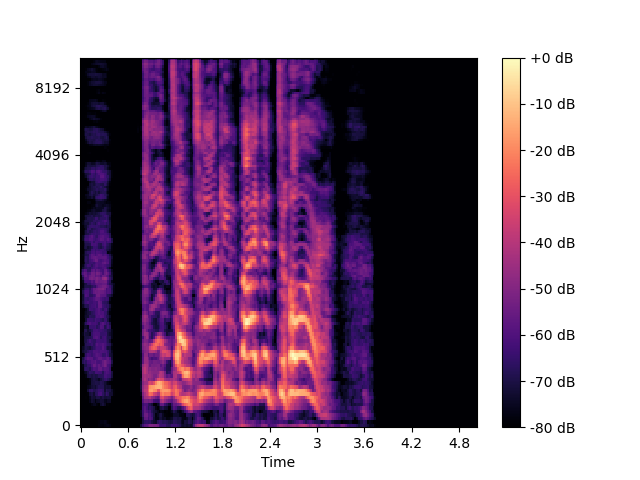 8192
4096
2048
1024
512
0
Hz
0 0.6 1.2 1.8 2.4 3 3.6 4.2 4.8
Time
+0 dB
-10 dB
-20 dB
-30 dB
-40 dB
-50 dB
-60 dB
-70 dB
-80 dB